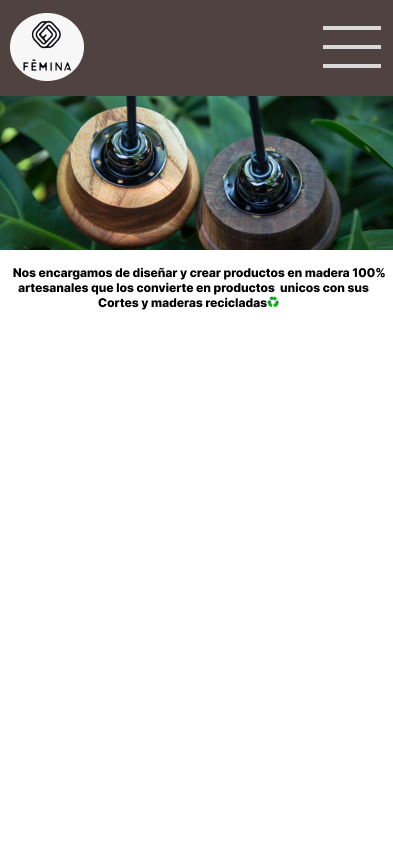 FÊMINA
Nos encargamos de diseñar y crear productos en madera 100%
artesanales que los convierte en productos  unicos con sus
Cortes y maderas recicladas♻